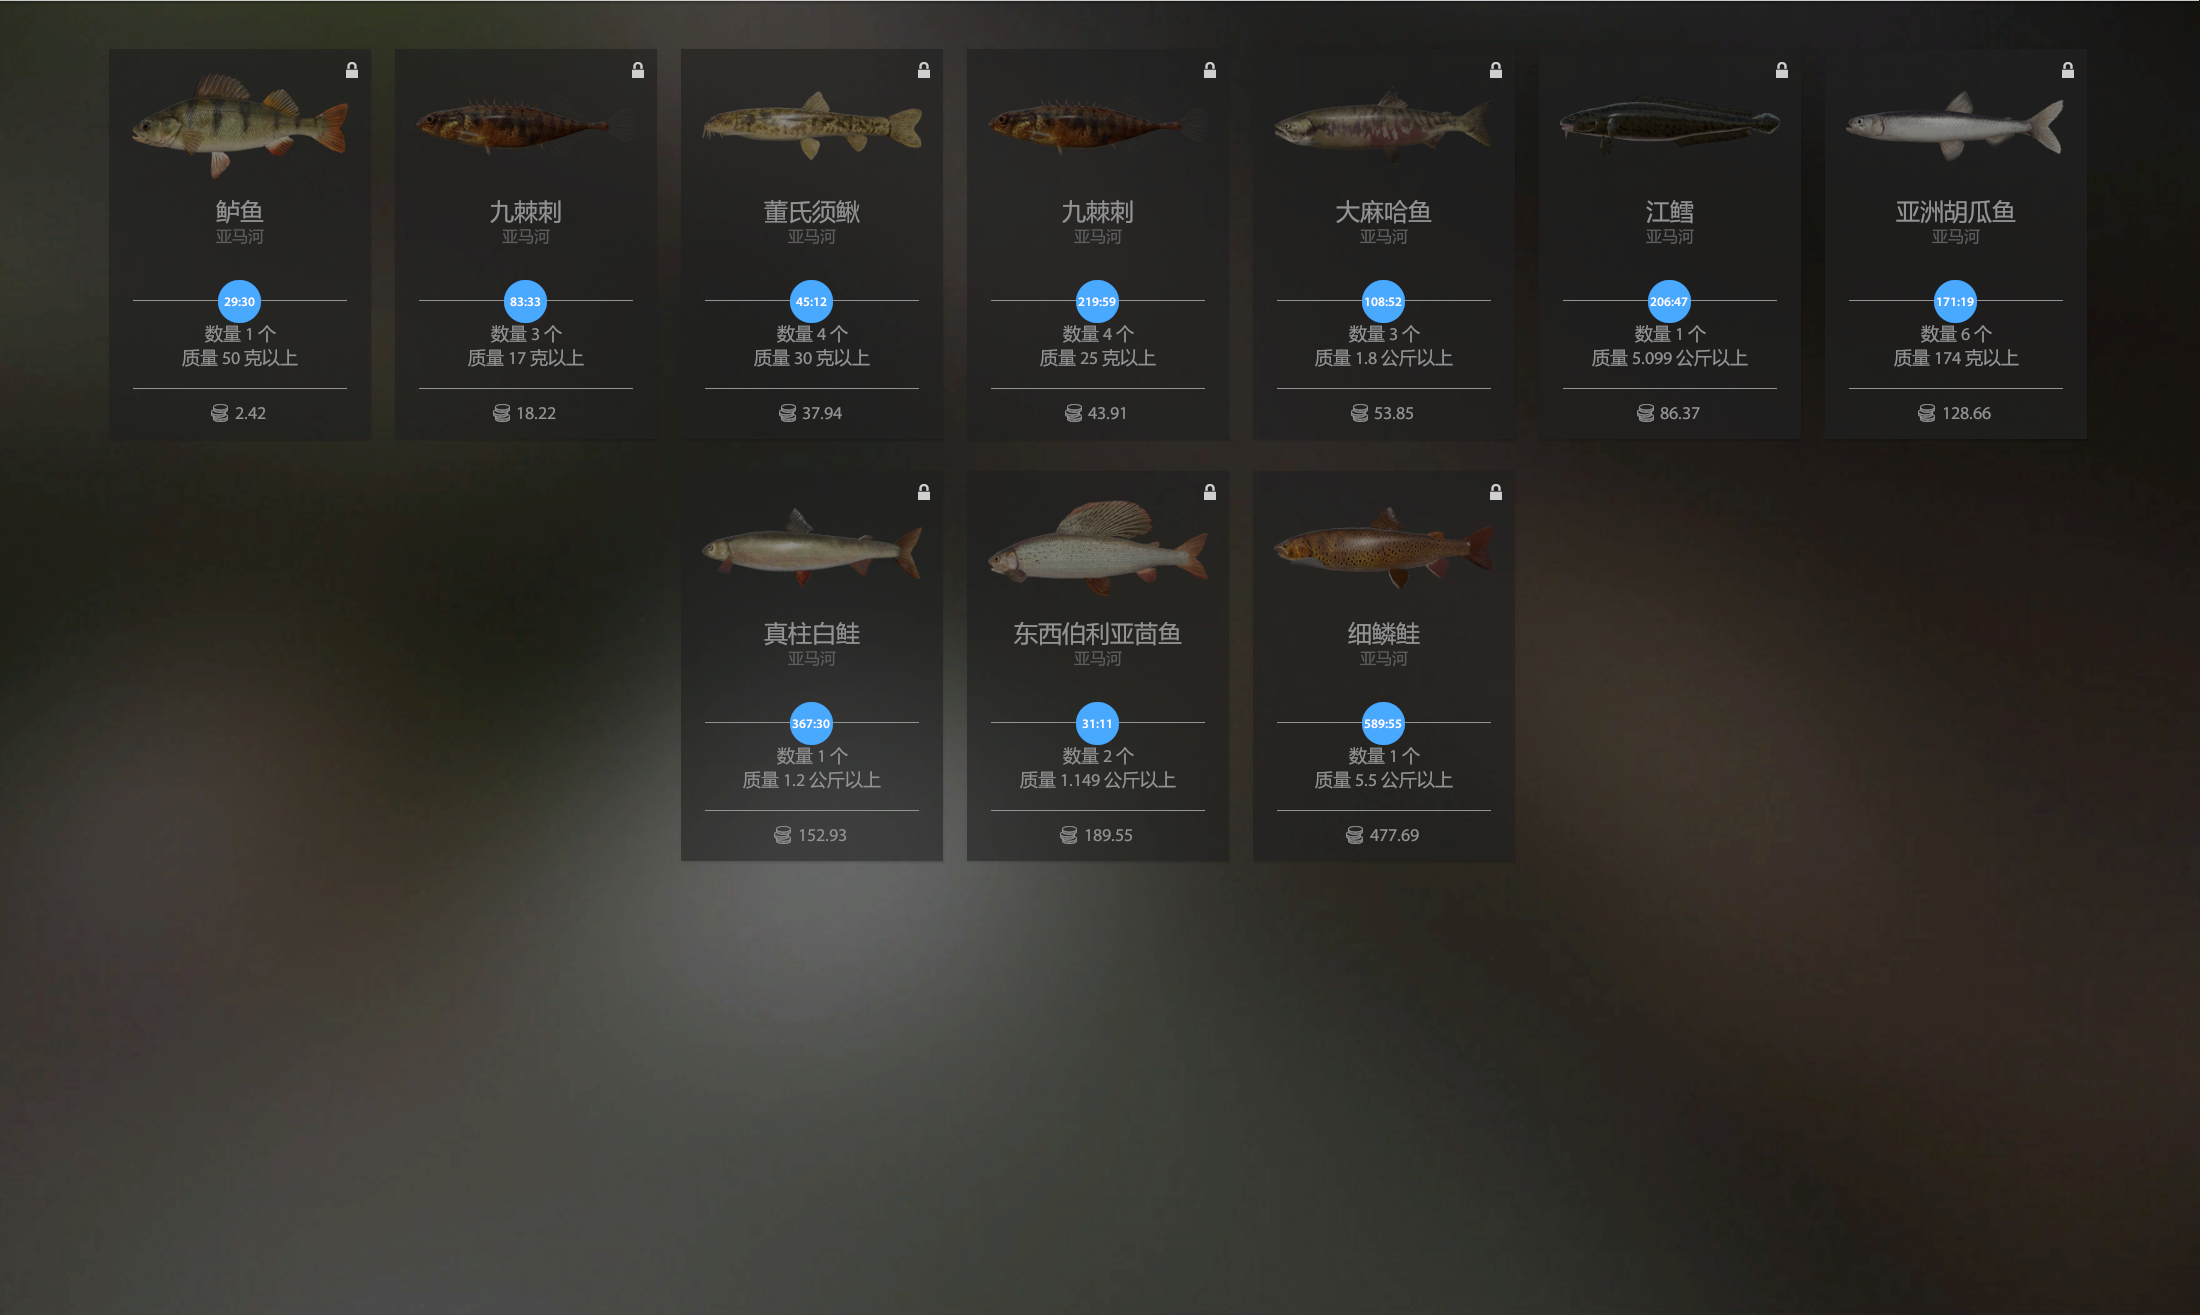 鲈鱼
亚马河
29:30
数量 1 个
质量 50 克以上
2.42
九棘刺
亚马河
83:33
数量 3 个
质量 17 克以上
18.22
董氏须鳅
亚马河
45:12
数量 4 个
质量 30 克以上
37.94
九棘刺
亚马河
219:59
数量 4 个
质量 25 克以上
43.91
大麻哈鱼
亚马河
108:52
数量 3 个
质量 1.8 公斤以上
53.85
江鳕
亚马河
206:47
数量 1 个
质量 5.099 公斤以上
86.37
亚洲胡瓜鱼
亚马河
171:19
数量 6 个
质量 174 克以上
128.66
真柱白鲑
亚马河
367:30
数量 1 个
质量 1.2 公斤以上
152.93
东西伯利亚茴鱼
亚马河
31:11
数量 2 个
质量 1.149 公斤以上
189.55
细鳞鲑
亚马河
589:55
数量 1 个
质量 5.5 公斤以上
477.69